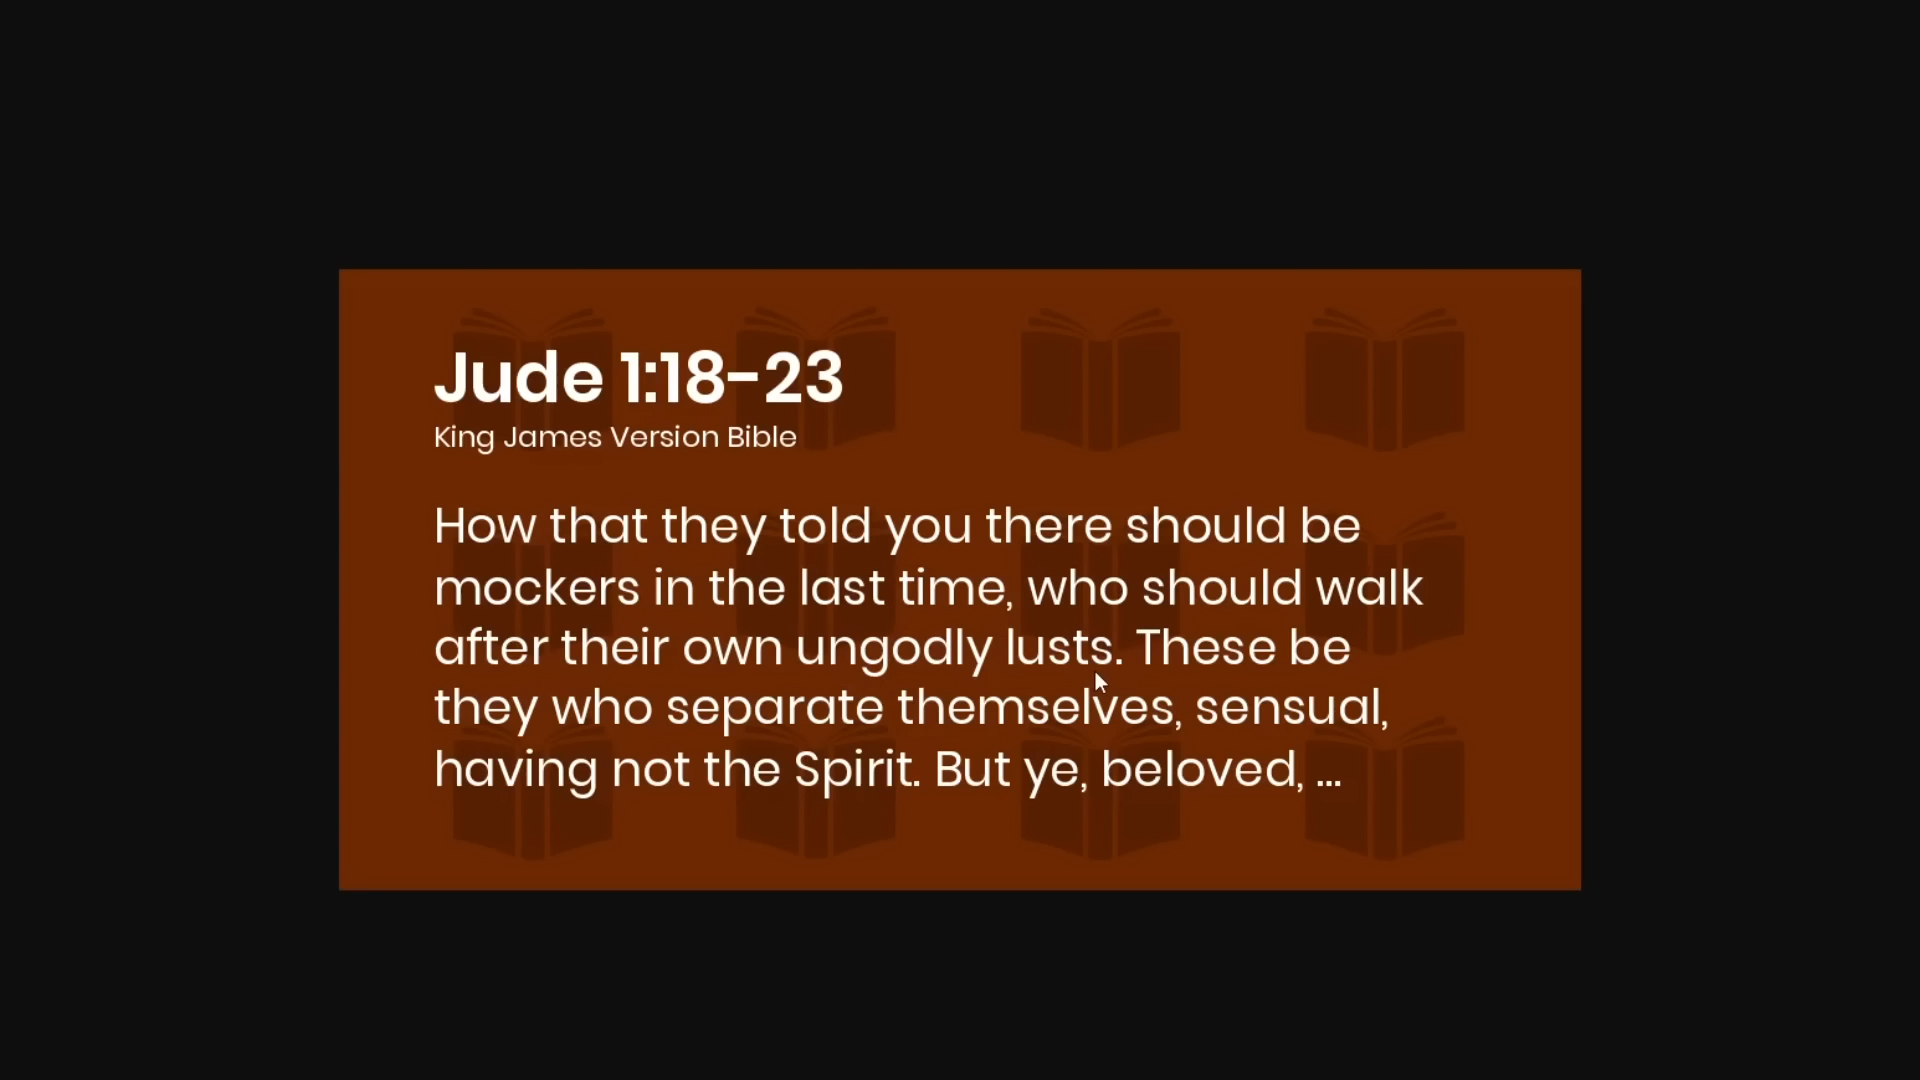 Jude 1:18-23
King James Version Bible
How that they told you there should be
mockers in the last time, who should walk
after their own ungodly lusts. These be
they who separate themselves, sensual,
having not the Spirit. But ye, beloved, ...